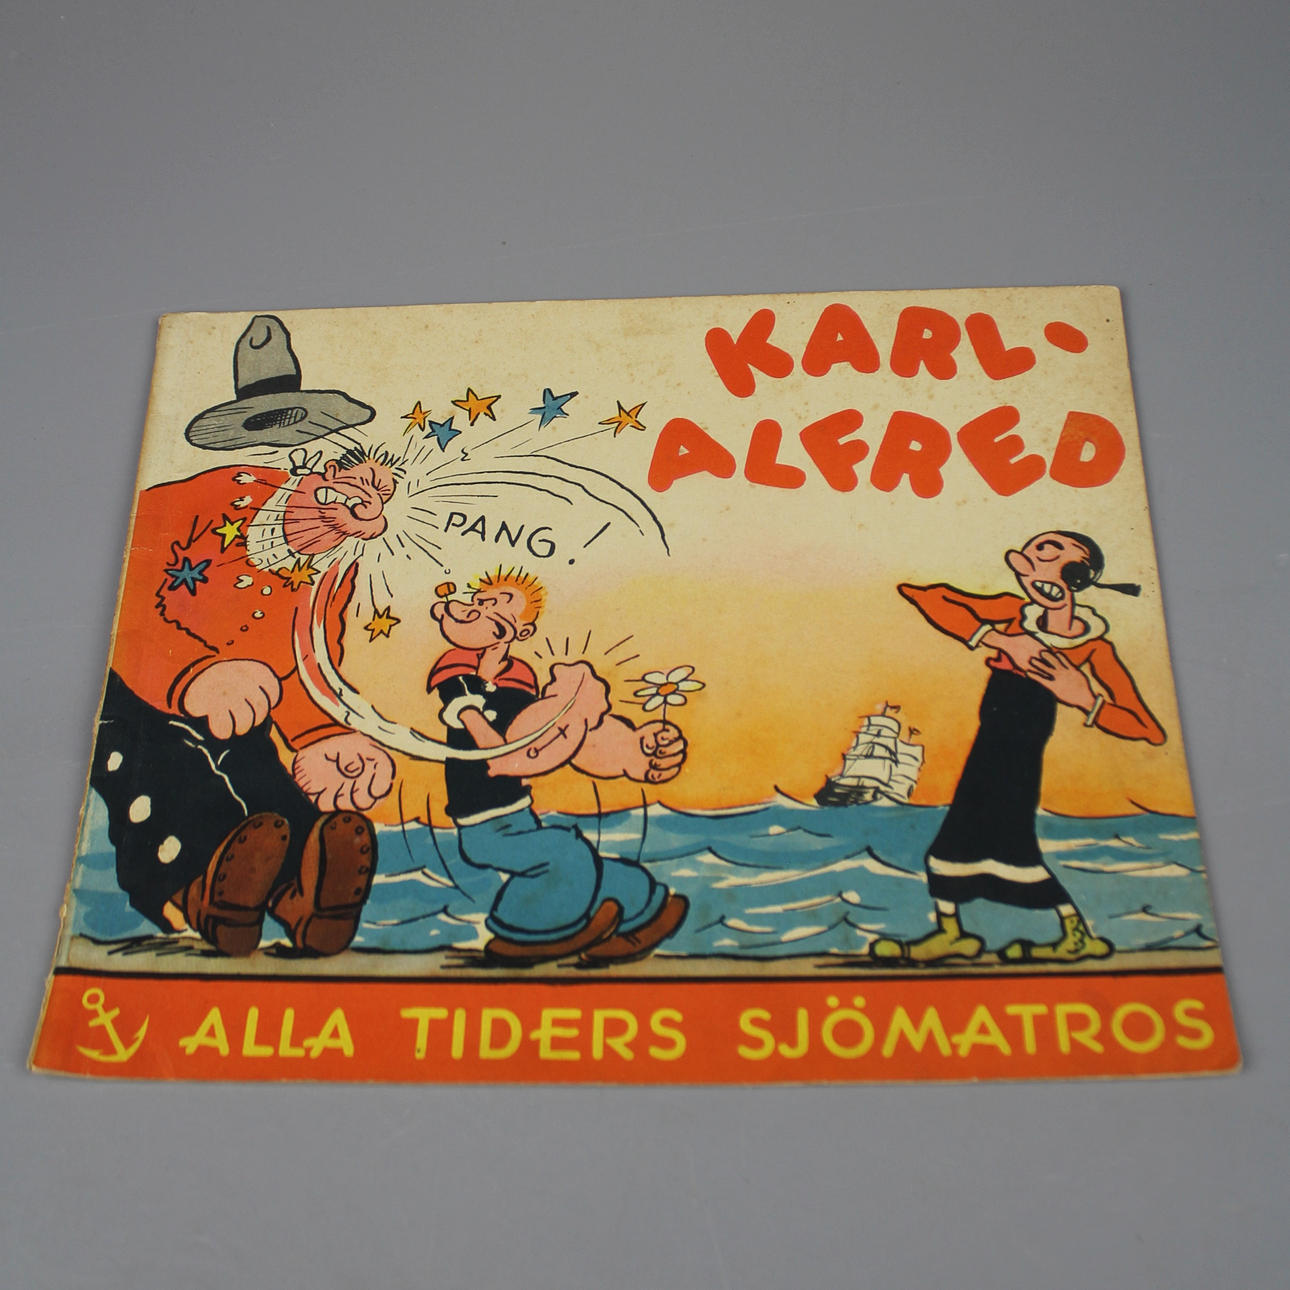 KARL-
ALFRED
PANG!
ALLA TIDERS SJÖMATROS